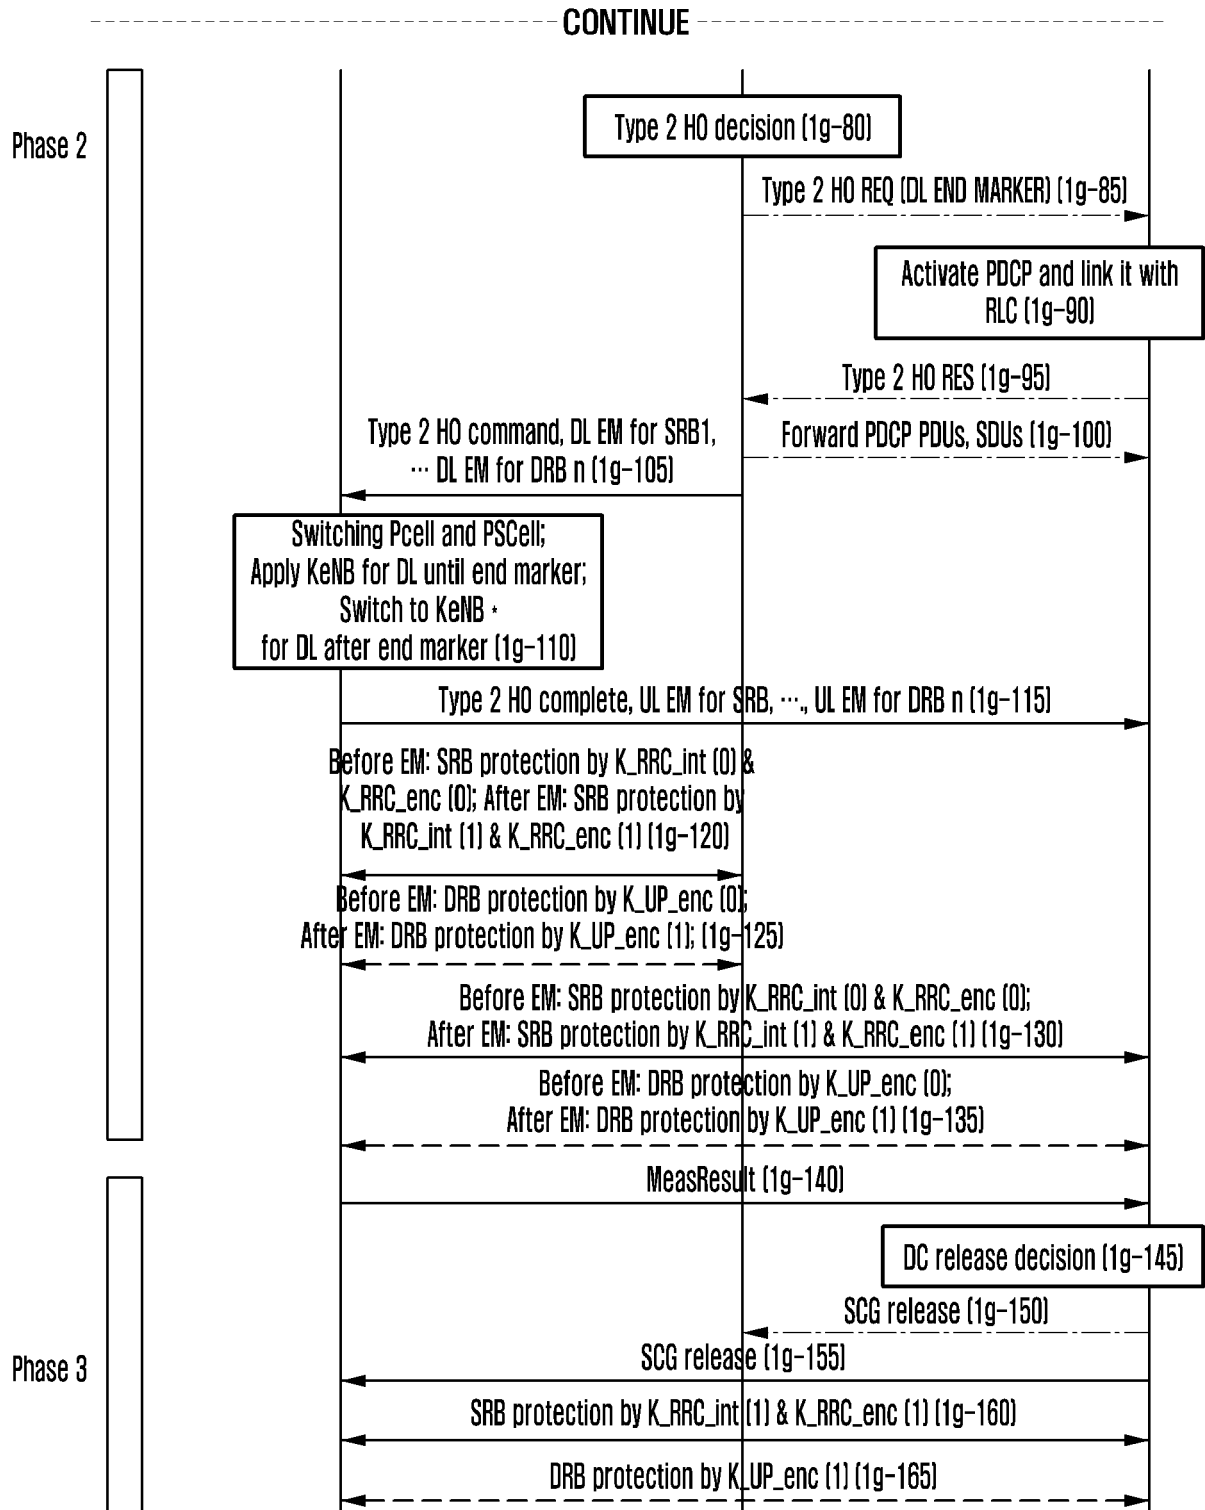 CONTINUE
Phase 2
Type 2 HO decision (1g-80)
Type 2 HO REQ (DL END MARKER) (1g-85)
Activate PDCP and link it with
RLC (1g-90)
Type 2 HO RES (1g-95)
Type 2 HO command, DL EM for SRB1,
··· DL EM for DRB n (1g-105)
Forward PDCP PDUs, SDUs (1g-100)
Switching Pcell and PSCell;
Apply KeNB for DL until end marker;
Switch to KeNB *
for DL after end marker (1g-110)
Type 2 HO complete, UL EM for SRB, ···., UL EM for DRB n (1g-115)
Before EM: SRB protection by K_RRC_int (0) &
K_RRC_enc (0); After EM: SRB protection by
K_RRC_int (1) & K_RRC_enc (1) (1g-120)
Before EM: DRB protection by K_UP_enc (0);
After EM: DRB protection by K_UP_enc (1); (1g-125)
Before EM: SRB protection by K_RRC_int (0) & K_RRC_enc (0);
After EM: SRB protection by K_RRC_int (1) & K_RRC_enc (1) (1g-130)
Before EM: DRB protection by K_UP_enc (0);
After EM: DRB protection by K_UP_enc (1) (1g-135)
MeasResult (1g-140)
DC release decision (1g-145)
SCG release (1g-150)
Phase 3
SCG release (1g-155)
SRB protection by K_RRC_int (1) & K_RRC_enc (1) (1g-160)
DRB protection by K_UP_enc (1) (1g-165)